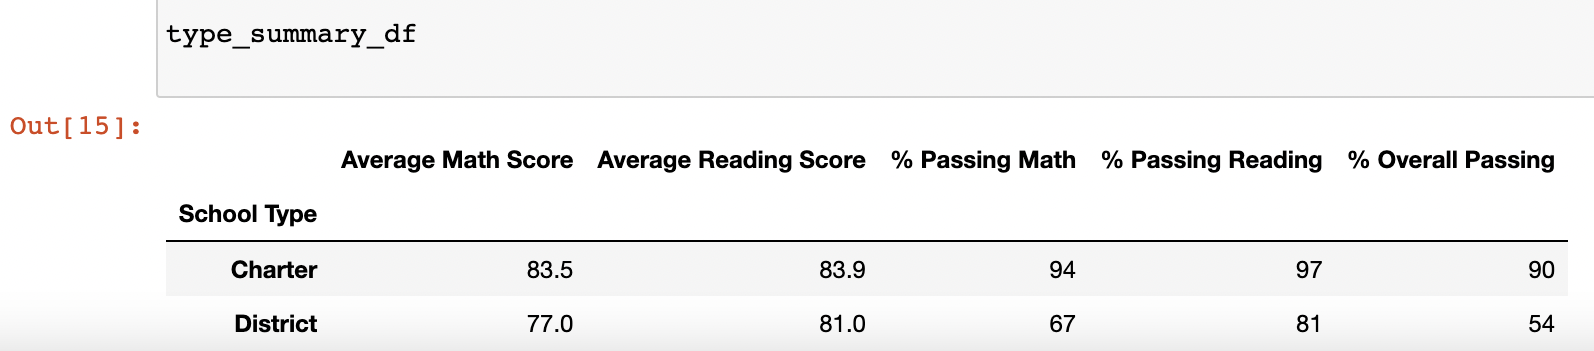 type_summary_df
Out[15]:
Average Math Score Average Reading Score % Passing Math % Passing Reading % Overall Passing
School Type
Charter 83.5 83.9 94 97 90
District 77.0 81.0 67 81 54